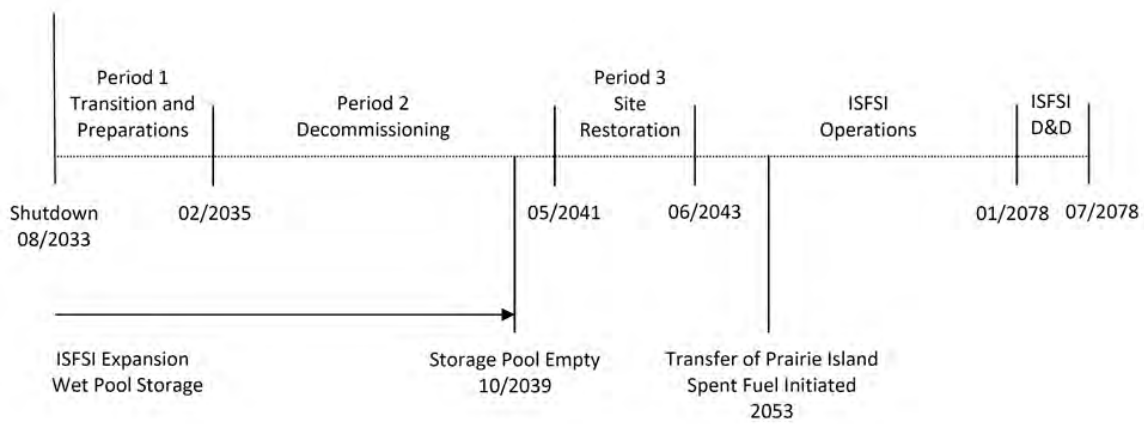 Period 1
Transition and
Preparations
Period 2
Decommissioning
Period 3
Site
Restoration
ISFSI
Operations
ISFSI
D&D
Shutdown
08/2033
02/2035
05/2041
06/2043
01/2078
07/2078
ISFSI Expansion
Wet Pool Storage
Storage Pool Empty
10/2039
Transfer of Prairie Island
Spent Fuel Initiated
2053